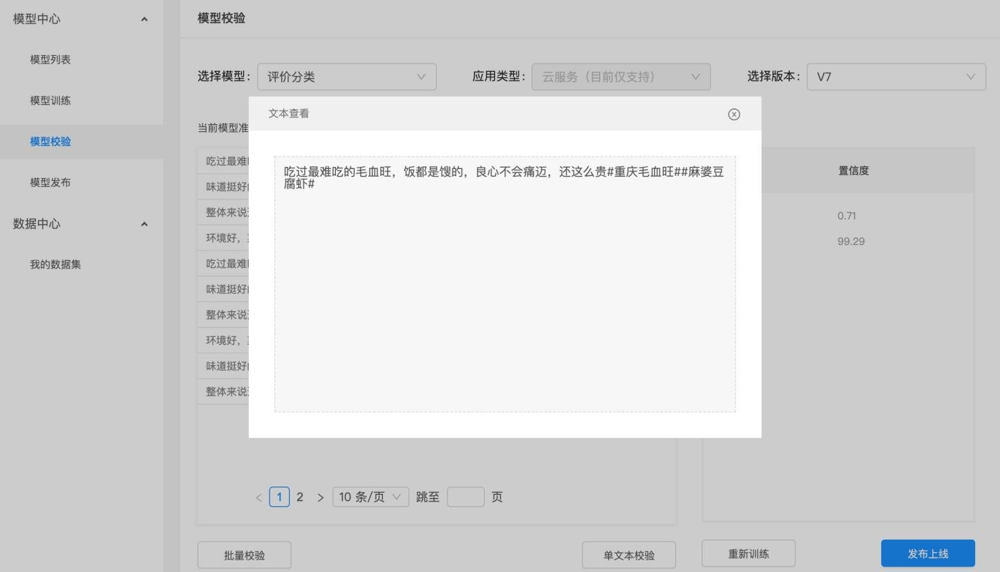 模型中心
模型列表
模型训练
模型校验
模型发布
数据中心
我的数据集
模型校验
选择模型: 评价分类 应用类型: 云服务（目前仅支持） 选择版本: V7
文本查看
当前模型准
吃过最难吃的毛血旺，饭都是馊的，良心不会痛迈，还这么贵#重庆毛血旺##麻婆豆
腐虾#
吃过最难
味道挺好
整体来说
环境好，
吃过最难
味道挺好
整体来说
环境好，
味道挺好
整体来说
置信度
0.71
99.29
< 1 2 > 10 条/页 跳至 页
批量校验 单文本校验 重新训练 发布上线